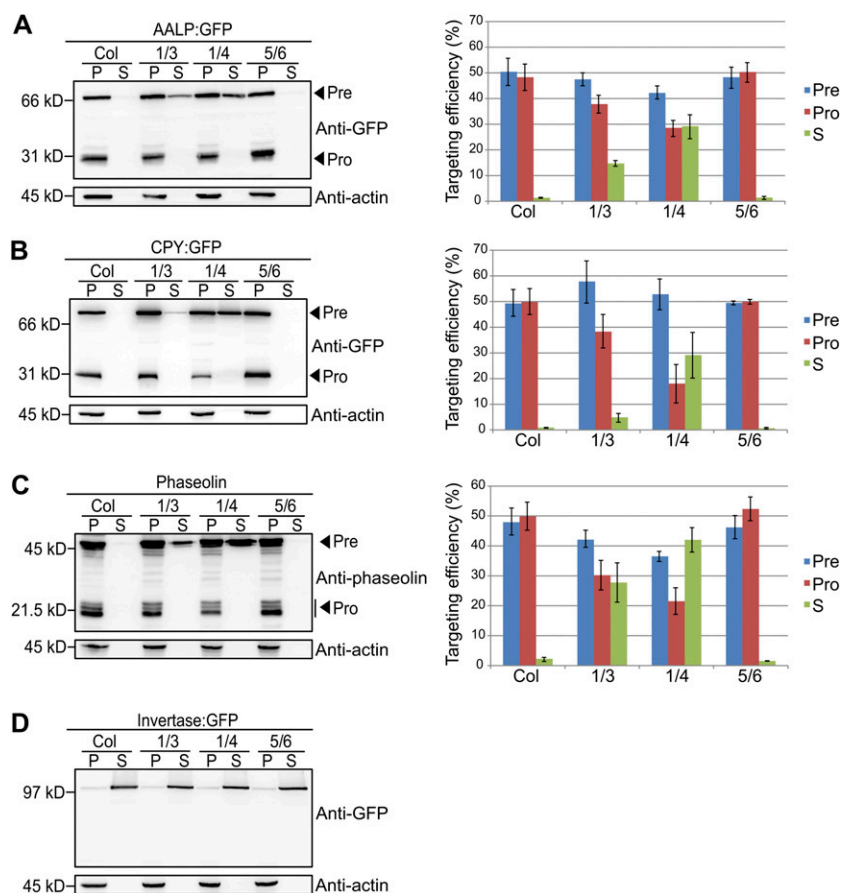 A
AALP:GFP
Col 1/3 1/4 5/6
P S P S P S P S
66 kD
Pre
Anti-GFP
31 kD
Pro
45 kD
Anti-actin
Targeting efficiency (%)
70
60
50
40
30
20
10
0
Col 1/3 1/4 5/6
Pre
Pro
S
B
CPY:GFP
Col 1/3 1/4 5/6
P S P S P S P S
66 kD
Pre
Anti-GFP
31 kD
Pro
45 kD
Anti-actin
Targeting efficiency (%)
70
60
50
40
30
20
10
0
Col 1/3 1/4 5/6
Pre
Pro
S
C
Phaseolin
Col 1/3 1/4 5/6
P S P S P S P S
45 kD
Pre
Anti-phaseolin
21.5 kD
Pro
45 kD
Anti-actin
Targeting efficiency (%)
60
50
40
30
20
10
0
Col 1/3 1/4 5/6
Pre
Pro
S
D
Invertase:GFP
Col 1/3 1/4 5/6
P S P S P S P S
97 kD
Anti-GFP
45 kD
Anti-actin